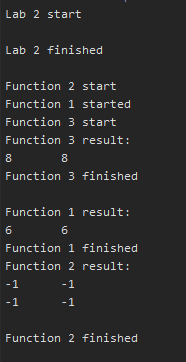 Lab 2 start
Lab 2 finished
Function 2 start
Function 1 started
Function 3 start
Function 3 result:
8 8
Function 3 finished
Function 1 result:
6 6
Function 1 finished
Function 2 result:
-1 -1
-1 -1
Function 2 finished